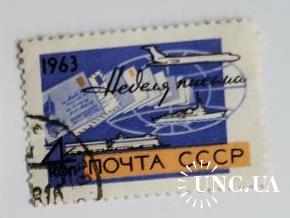 1963
Неделя письма
4
коп.
ПОЧТА СССР
UNC.UA